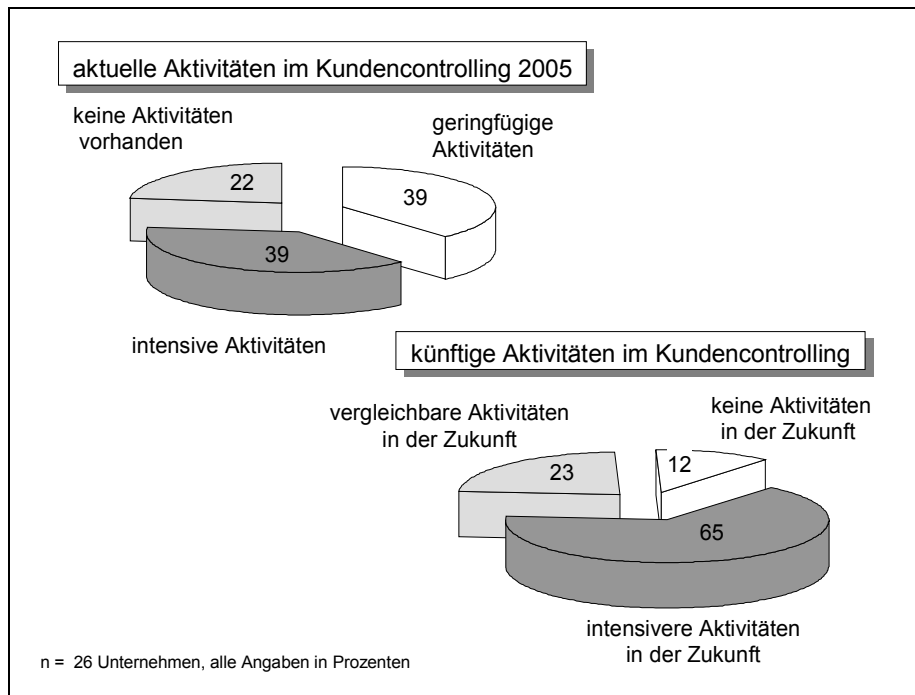 aktuelle Aktivitäten im Kundencontrolling 2005
keine Aktivitäten
vorhanden
geringfügige
Aktivitäten
22
39
39
intensive Aktivitäten
künftige Aktivitäten im Kundencontrolling
vergleichbare Aktivitäten
in der Zukunft
keine Aktivitäten
in der Zukunft
23
12
65
intensivere Aktivitäten
in der Zukunft
n = 26 Unternehmen, alle Angaben in Prozenten